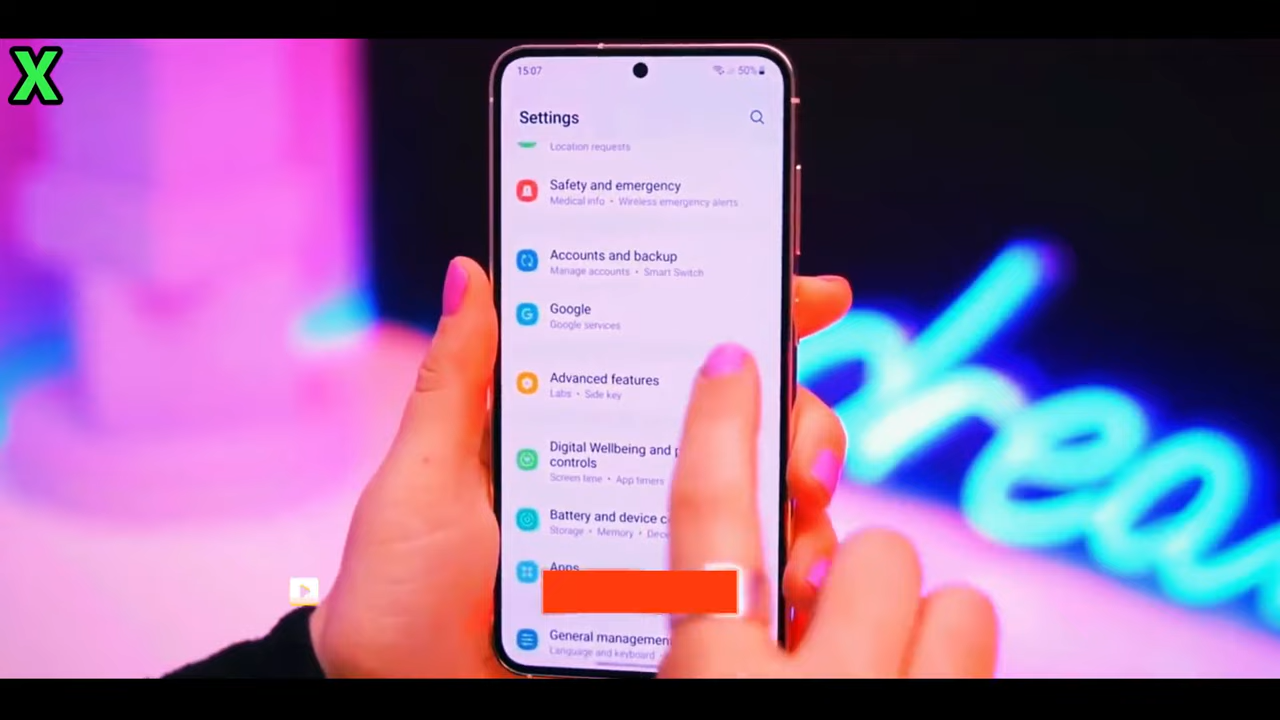 X
15:07
50%
Settings
Location requests
Safety and emergency
Medical info • Wireless emergency alerts
Accounts and backup
Manage accounts • Smart Switch
Google
Google services
Advanced features
Labs • Side key
Digital Wellbeing and
controls
Screen time • App timers
Battery and device
Storage • Memory
Apps
General management
Language and keyboard